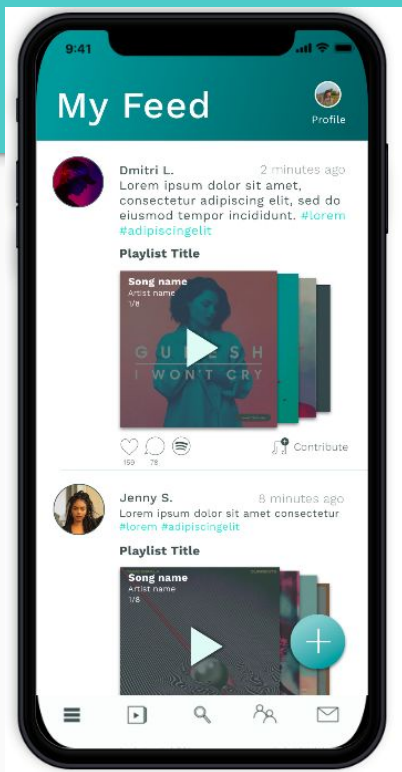 9:41
My Feed
Profile
Dmitri L.
2 minutes ago
Lorem ipsum dolor sit amet,
consectetur adipiscing elit, sed do
eiusmod tempor incididunt. #lorem
#adipiscingelit
Playlist Title
Song name
Artist name
1/8
GUNESH
I WON'T CRY
159
78
Contribute
Jenny S.
8 minutes ago
Lorem ipsum dolor sit amet consectetur
#lorem #adipiscingelit
Playlist Title
Song name
Artist name
1/8